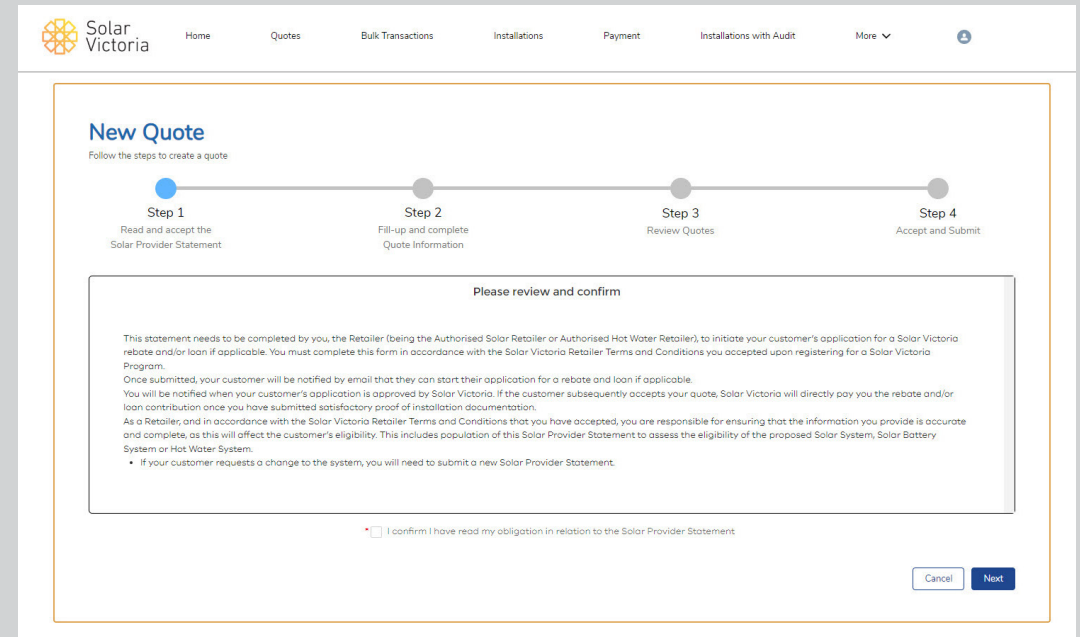 Solar
Victoria
Home
Quotes
Bulk Transactions
Installations
Payment
Installations with Audit
More
New Quote
Follow the steps to create a quote
Step 1
Read and accept the
Solar Provider Statement
Step 2
Fill-up and complete
Quote Information
Step 3
Review Quotes
Step 4
Accept and Submit
Please review and confirm
This statement needs to be completed by you, the Retailer (being the Authorised Solar Retailer or Authorised Hot Water Retailer), to initiate your customer's application for a Solar Victoria
rebate and/or loan if applicable. You must complete this form in accordance with the Solar Victoria Retailer Terms and Conditions you accepted upon registering for a Solar Victoria
Program.
Once submitted, your customer will be notified by email that they can start their application for a rebate and loan if applicable.
You will be notified when your customer's application is approved by Solar Victoria. If the customer subsequently accepts your quote, Solar Victoria will directly pay you the rebate and/or
loan contribution once you have submitted satisfactory proof of installation documentation.
As a Retailer, and in accordance with the Solar Victoria Retailer Terms and Conditions that you have accepted, you are responsible for ensuring that the information you provide is accurate
and complete, as this will affect the customer's eligibility. This includes population of this Solar Provider Statement to assess the eligibility of the proposed Solar System, Solar Battery
System or Hot Water System.
• If your customer requests a change to the system, you will need to submit a new Solar Provider Statement.
* I confirm I have read my obligation in relation to the Solar Provider Statement
Cancel
Next